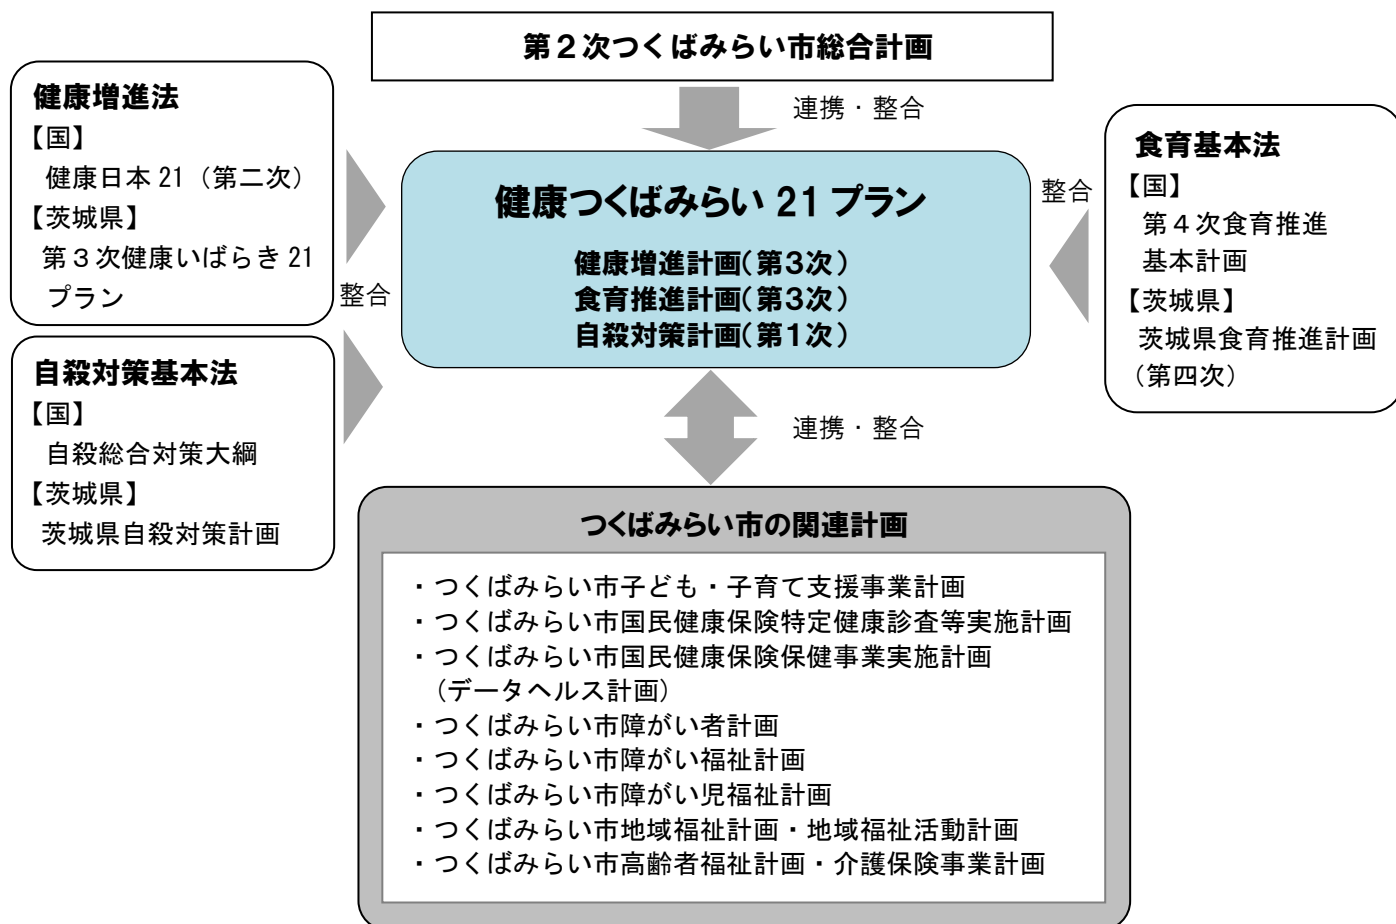 第２次つくばみらい市総合計画
連携・整合
健康増進法
【国】
健康日本 21（第二次）
【茨城県】
第３次健康いばらき 21
プラン
整合
自殺対策基本法
【国】
自殺総合対策大綱
【茨城県】
茨城県自殺対策計画
健康つくばみらい 21 プラン
健康増進計画（第３次）
食育推進計画（第３次）
自殺対策計画（第１次）
整合
食育基本法
【国】
第４次食育推進
基本計画
【茨城県】
茨城県食育推進計画
（第四次）
連携・整合
つくばみらい市の関連計画
・つくばみらい市子ども・子育て支援事業計画
・つくばみらい市国民健康保険特定健康診査等実施計画
・つくばみらい市国民健康保険保健事業実施計画
（データヘルス計画）
・つくばみらい市障がい者計画
・つくばみらい市障がい福祉計画
・つくばみらい市障がい児福祉計画
・つくばみらい市地域福祉計画・地域福祉活動計画
・つくばみらい市高齢者福祉計画・介護保険事業計画